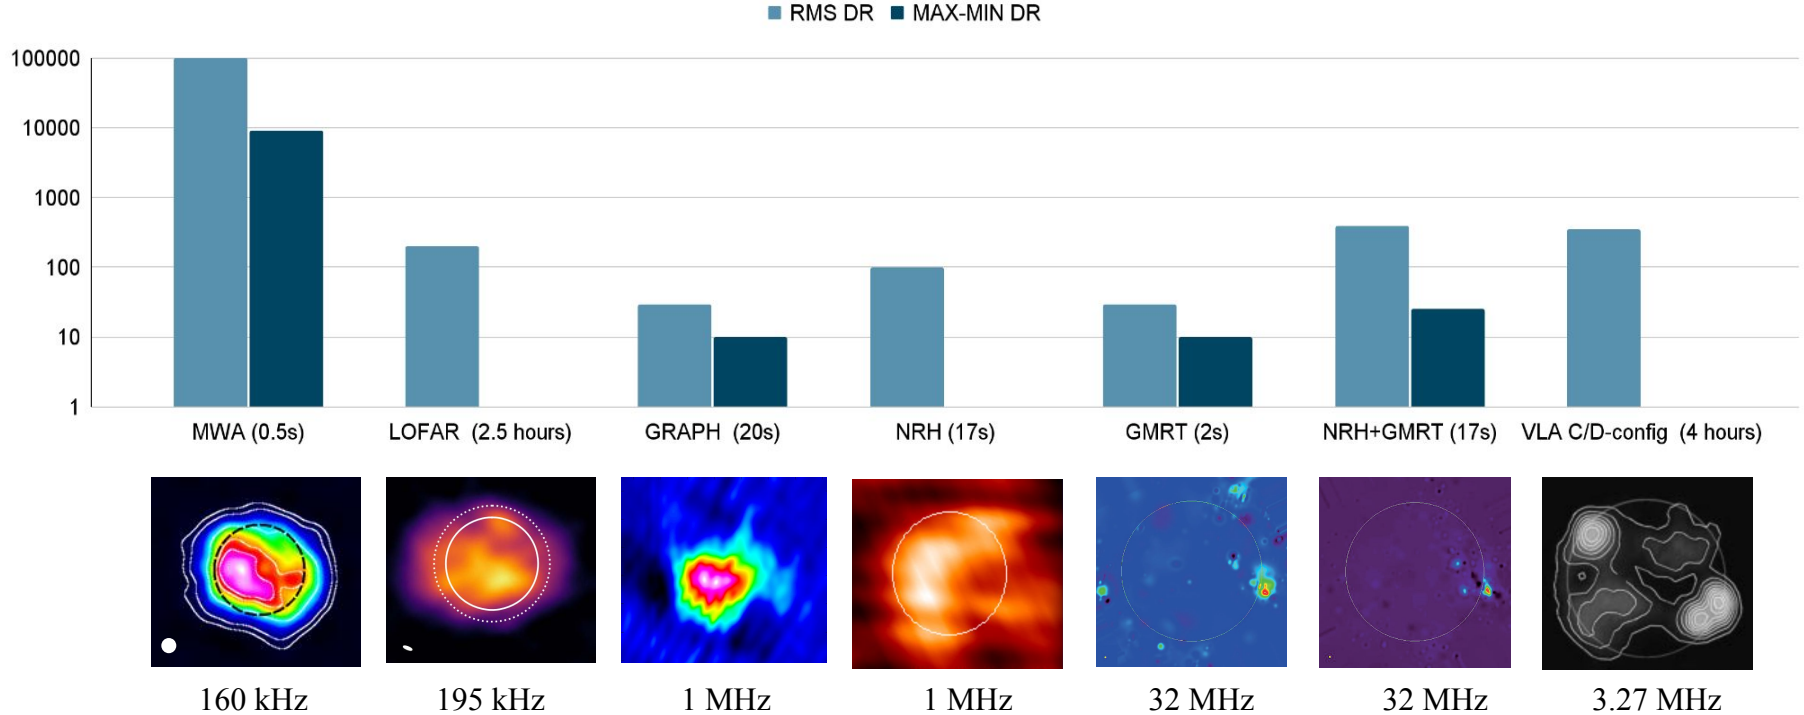 RMS DR MAX-MIN DR
100000
10000
1000
100
10
1
MWA (0.5s) LOFAR (2.5 hours) GRAPH (20s) NRH (17s) GMRT (2s) NRH+GMRT (17s) VLA C/D-config (4 hours)
160 kHz 195 kHz 1 MHz 1 MHz 32 MHz 32 MHz 3.27 MHz